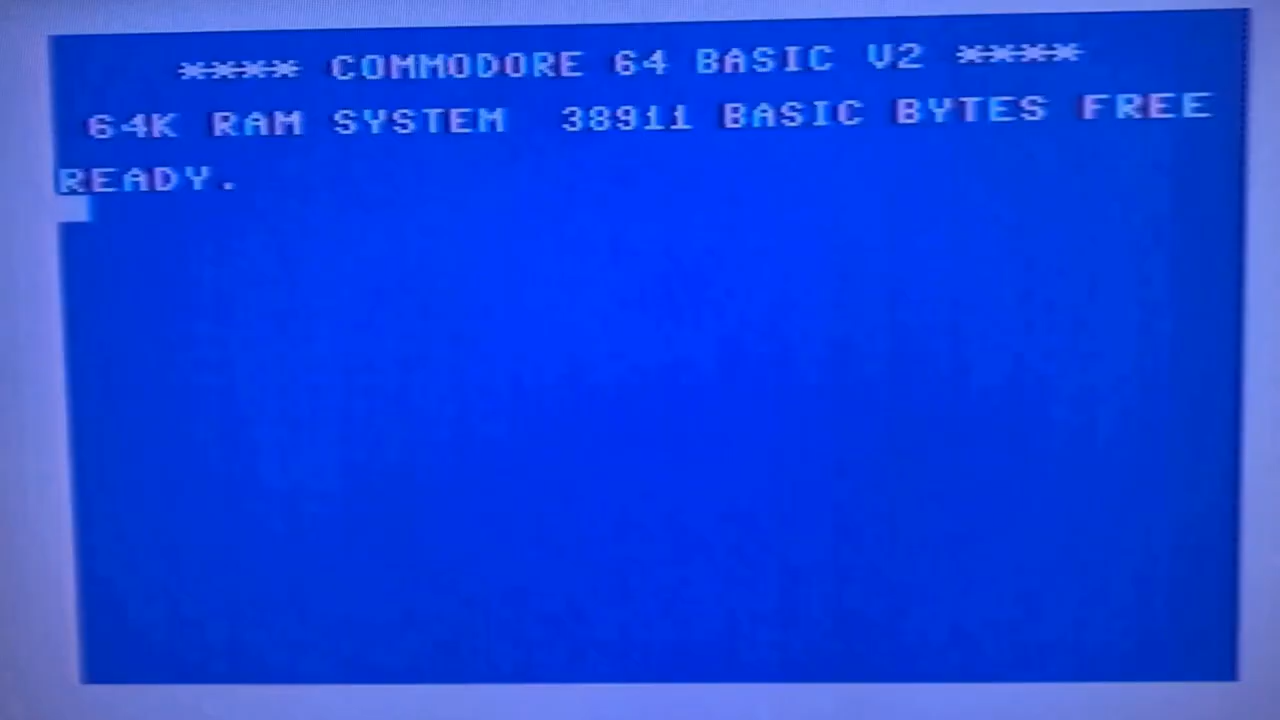 **** COMMODORE 64 BASIC V2 ****
64K RAM SYSTEM  38911 BASIC BYTES FREE
READY.